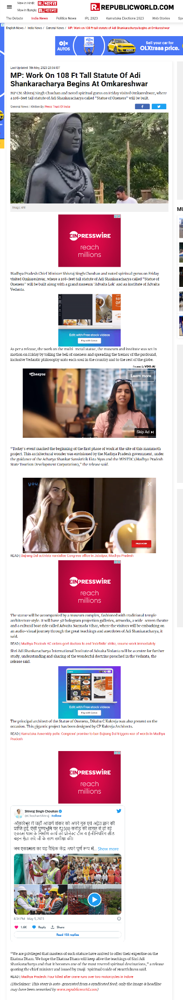 View in Hindi: R. भारत
View in Bangla: R. বাংলা
R. REPUBLICWORLD.COM
The Debate India News Politics News IPL 2023 Karnataka Elections 2023 Web Stories Spo
English News / India News / General News / MP: Work On 108 ft tall statute of Adi Shankaracharya begins at Omkareshwar
OLX AUTOS
Sell your car for
OLXtraaa price.
Last Updated: 5th May, 2023 23:34 IST
MP: Work On 108 Ft Tall Statute Of Adi
Shankaracharya Begins At Omkareshwar
MP CM Shivraj Singh Chouhan and noted spiritual gurus on Friday visited Omkareshwar, where
a 108-feet tall statute of Adi Shankaracharya called "Statue of Oneness" will be built.
General News | Written By Press Trust Of India
Image: ANI
MU
EINPRESSWIRE
reach
millions
Madhya Pradesh Chief Minister Shivraj Singh Chouhan and noted spiritual gurus on Friday
visited Omkareshwar, where a 108-feet tall statute of Adi Shankaracharya called "Statue of
Oneness" will be built along with a grand museum 'Advaita Lok' and an institute of Advaita
Vedanta.
50%
OF
Edit with free stock videos
Play with Canva
As per a release, the work on the multi-metal statue, the museum and institute was set in
motion on Friday by tolling the bell of oneness and spreading the tremor of the profound,
inclusive Vedantic philosophy unto each soul in the country and to the rest of the globe.
Powered By VDO.AI
Chaayos
Learn more
Skip Ad
"Today's event marked the beginning of the first phase of work at the site of this mammoth
project. This architectural wonder was envisioned by the Madhya Pradesh government, under
the guidance of the Acharya Shankar Sanskritik Ekta Nyas and the MPSTDC (Madhya Pradesh
State Tourism Development Corporation)," the release said.
you.
READ MORE
READ | Bajrang Dal activists vandalise Congress office in Jabalpur, Madhya Pradesh
EINPRESSWIRE
reach
millions
The statue will be accompanied by a museum complex, fashioned with traditional temple
architecture style. It will have 3D hologram projection galleries, artworks, a wide-screen theatre
and a cultural boat ride called Advaita Narmada Vihar, where the visitors will be embarking on
an audio-visual journey through the great teachings and anecdotes of Adi Shankaracharya, it
said.
READ | Madhya Pradesh HC orders govt doctors to end 'indefinite' strike, resume work immediately
Shri Adi Shankaracharya International Institute of Advaita Vedanta will be a centre for further
study, understanding and sharing of the wonderful doctrine preached in the Vedanta, the
release said.
Edit with free stock videos
Play with Canva
The principal architect of the Statue of Oneness, Dikshu C Kukreja was also present on the
occasion. This gigantic project has been designed by CP Kukreja Architects.
READ | Karnataka Assembly polls: Congress' promise to ban Bajrang Dal triggers war of words in Madhya
Pradesh
EINPRESSWIRE
reach
millions
Shivraj Singh Chouhan
@ChouhanShivraj · Follow
ओंकारेश्वर में जहाँ आचार्य शंकर को अपने गुरु एवं अद्वैत ज्ञान की
प्राप्ति हुई, ऐसी पुण्यभूमि पर ₹2500 करोड़ की लागत से हो रहे
एकात्म धाम के निर्माण कार्य की प्रोजेक्ट टीम व इंजीनियरिंग लीड
बहन श्वेता खरे जी के साथ समीक्षा की।
जब एकात्मता का यह वैश्विक केंद्र अपने पूर्ण रूप में... Show more
8:34 PM · May 5, 2023
1.6K Reply Share
Read 158 replies
"We are privileged that masters of such stature have arrived to offer their expertise on the
Ekatma Dham. We hope the Ekatma Dham will keep alive the teachings of Shri Adi
Shankaracharya and that it becomes one of the most revered spiritual destinations," a release
quoting the chief minister and issued by Daaji-Spiritual Guide of Heartfulness said.
READ | Madhya Pradesh: Four killed after crane runs over two motorcycles in Indore
(Disclaimer: This story is auto-generated from a syndicated feed; only the image & headline
may have been reworked by www.republicworld.com)